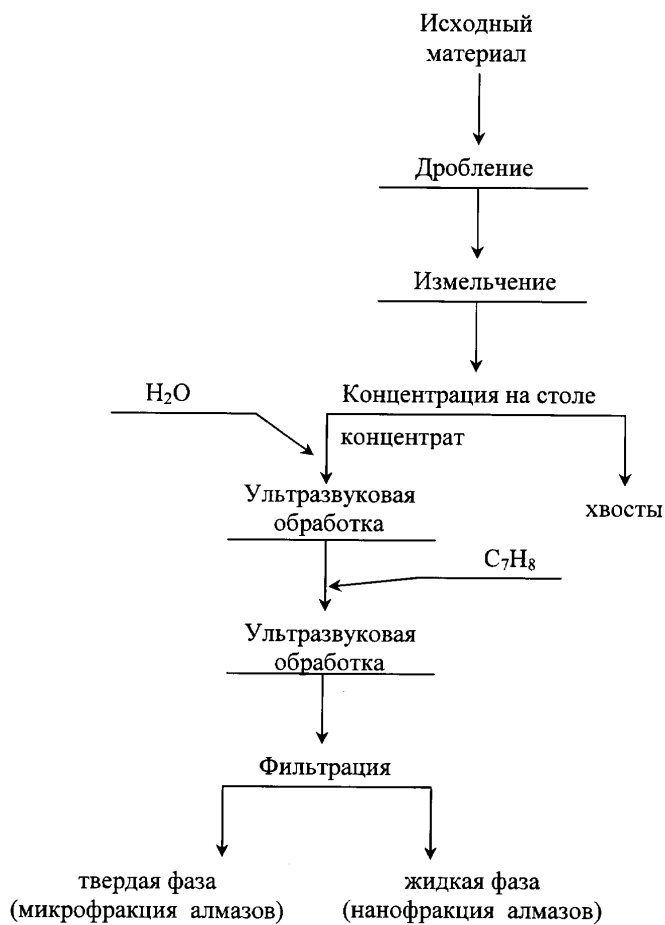 Исходный
материал
Дробление
Измельчение
H₂O
Концентрация на столе
концентрат
Ультразвуковая
обработка
хвосты
C₇H₈
Ультразвуковая
обработка
Фильтрация
твердая фаза
(микрофракция алмазов)
жидкая фаза
(нанофракция алмазов)